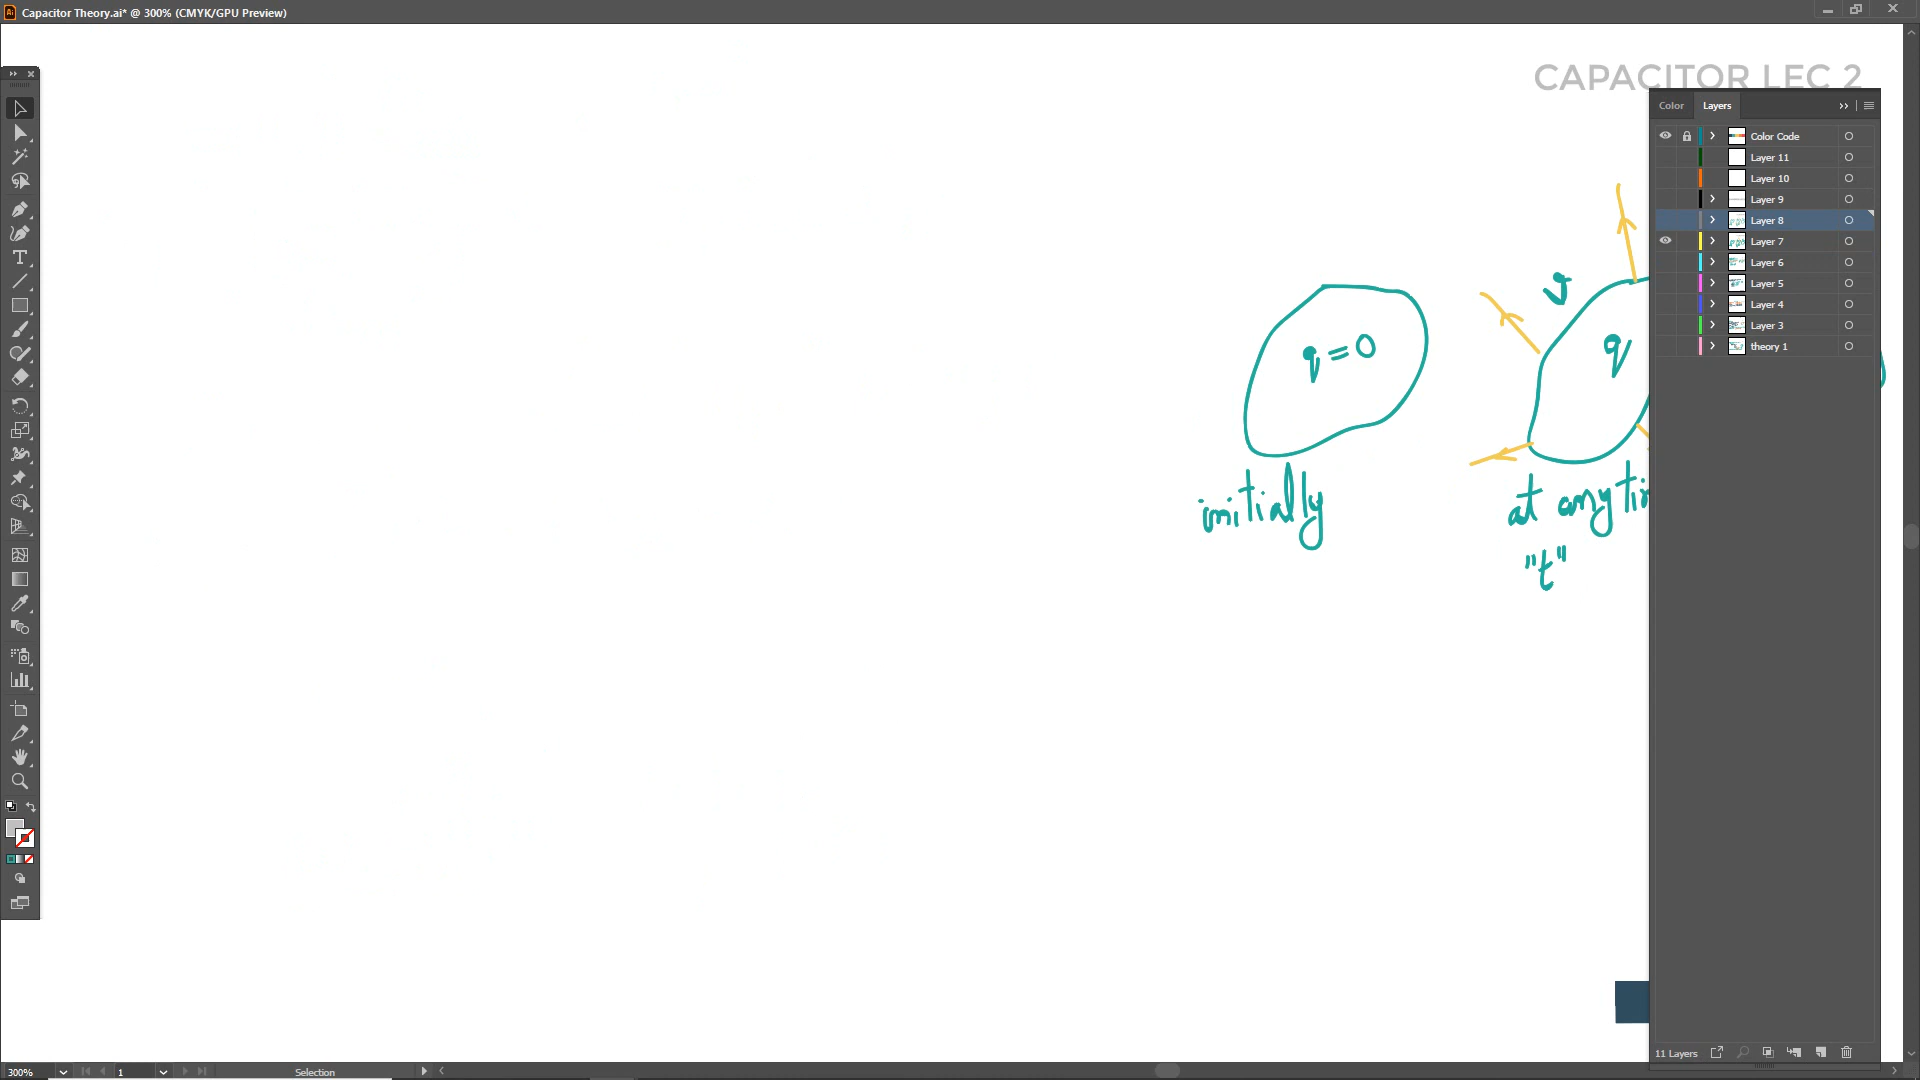 Capacitor Theory.ai* @ 300% (CMYK/GPU Preview)
CAPACITOR LEC 2
Color Layers
Color Code
Layer 11
Layer 10
Layer 9
Layer 8
Layer 7
Layer 6
Layer 5
Layer 4
Layer 3
theory 1
q = 0
initially
v
q
at any
"t"
11 Layers
300% 1 Selection